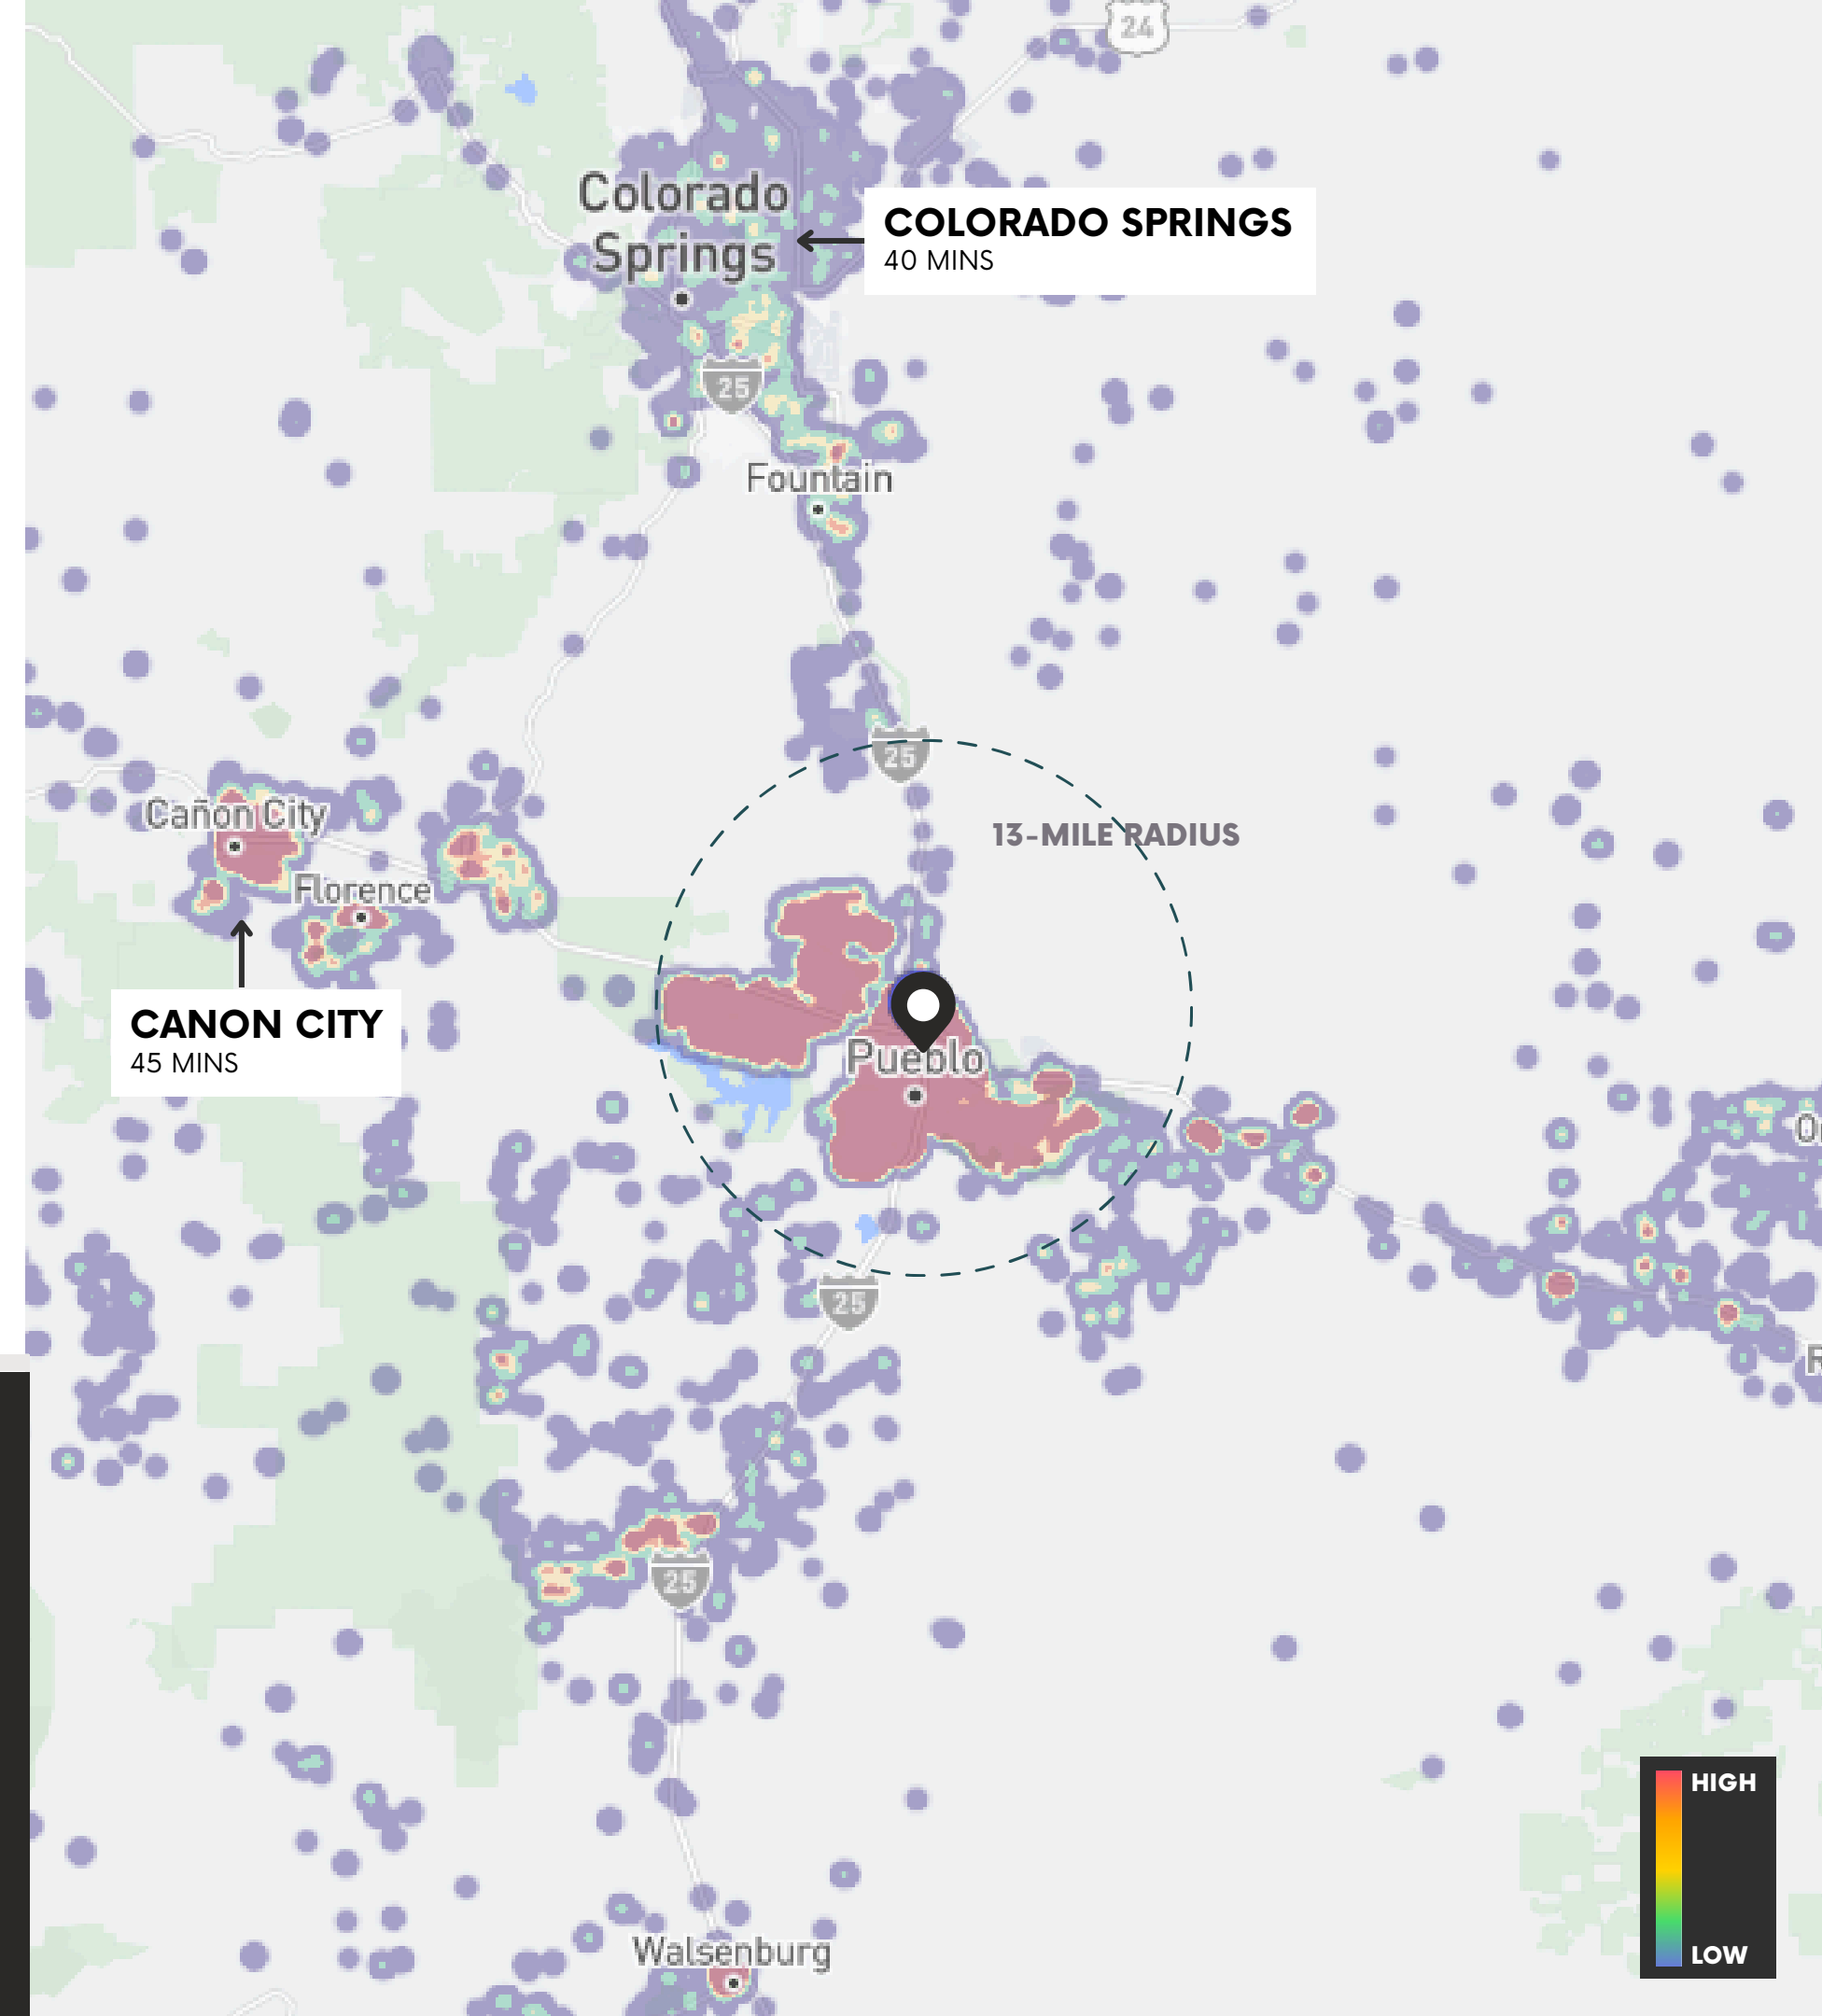 24
Colorado
Springs
COLORADO SPRINGS
40 MINS
25
Fountain
25
13-MILE RADIUS
Cañon City
Florence
CANON CITY
45 MINS
Pueblo
25
25
HIGH
LOW
Walsenburg